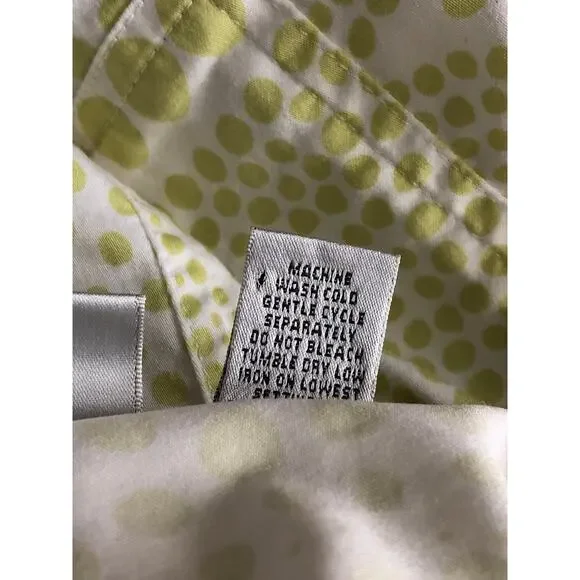 MACHINE
WASH COLD
GENTLE CYCLE
SEPARATELY
DO NOT BLEACH
TUMBLE DRY LOW
IRON ON LOWEST